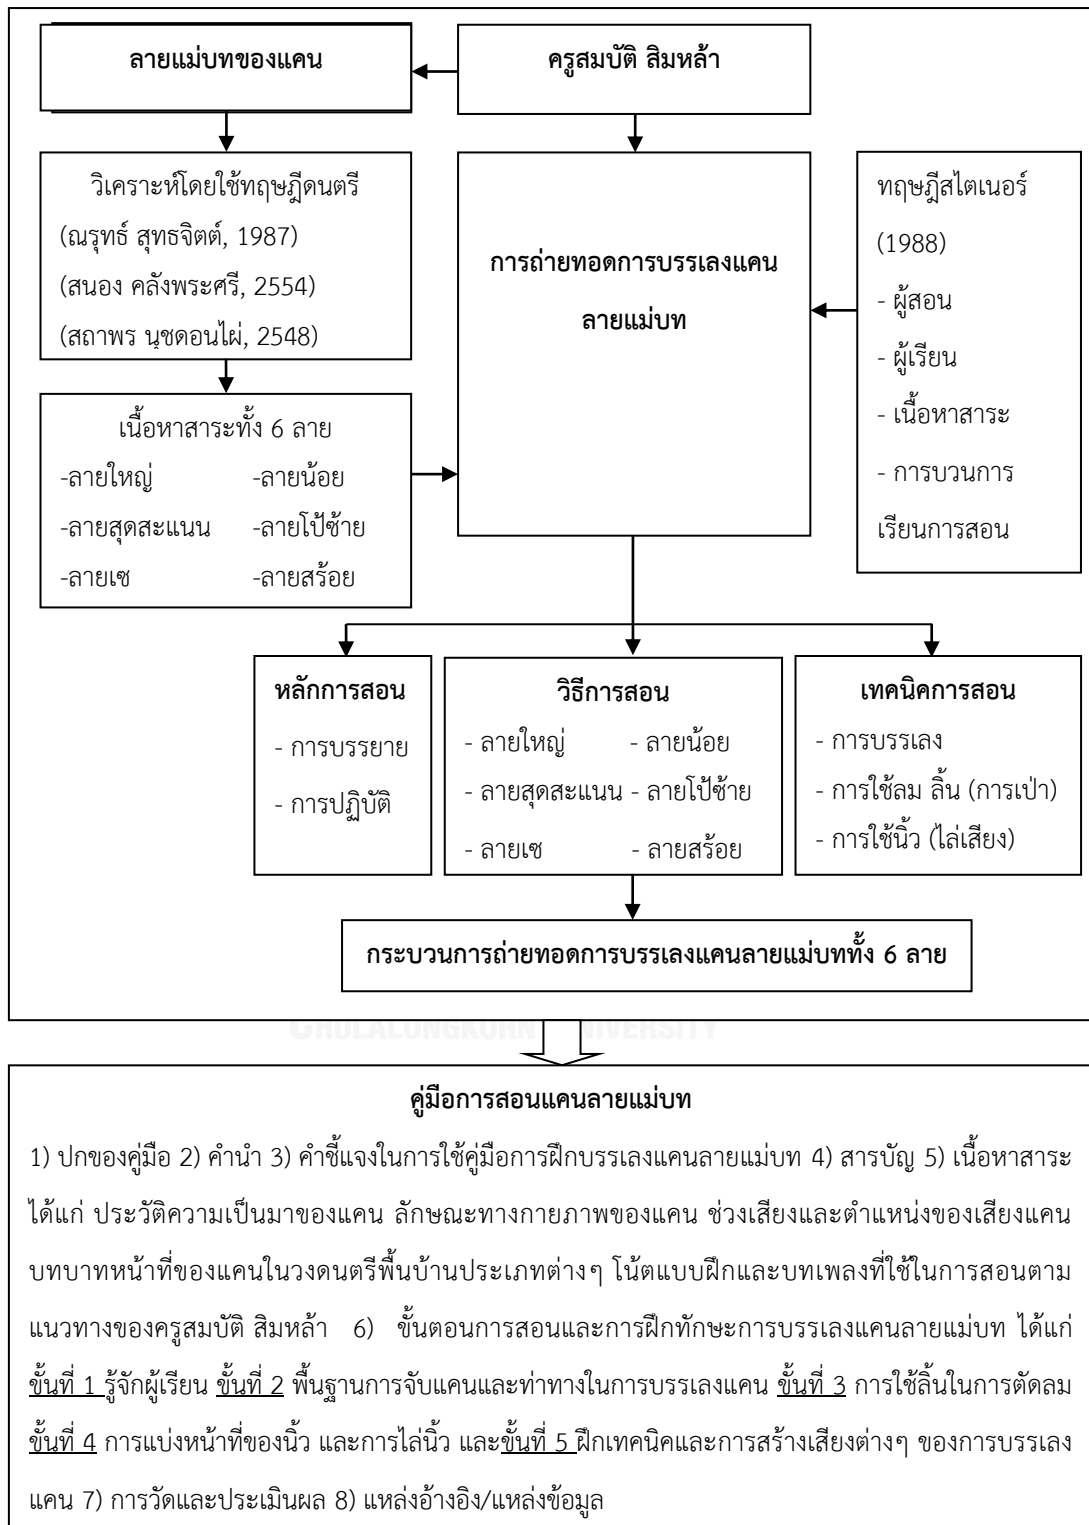 ลายแม่บทของแคน
ครูสมบัติ สิมหล้า
วิเคราะห์โดยใช้ทฤษฎีดนตรี
(ณรุทธ์ สุทธจิตต์, 1987)
(สนอง คลังพระศรี, 2554)
(สถาพร นุชดอนไผ่, 2548)
การถ่ายทอดการบรรเลงแคน
ลายแม่บท
ทฤษฎีสไตเนอร์
(1988)
- ผู้สอน
- ผู้เรียน
- เนื้อหาสาระ
- การบวนการ
เรียนการสอน
เนื้อหาสาระทั้ง 6 ลาย
-ลายใหญ่ -ลายน้อย
-ลายสุดสะแนน -ลายโป้ซ้าย
-ลายเซ -ลายสร้อย
หลักการสอน
- การบรรยาย
- การปฏิบัติ
วิธีการสอน
- ลายใหญ่ - ลายน้อย
- ลายสุดสะแนน - ลายโป้ซ้าย
- ลายเซ - ลายสร้อย
เทคนิคการสอน
- การบรรเลง
- การใช้ลม ลิ้น (การเป่า)
- การใช้นิ้ว (ไล่เสียง)
กระบวนการถ่ายทอดการบรรเลงแคนลายแม่บททั้ง 6 ลาย
CHULALONGKORN UNIVERSITY
คู่มือการสอนแคนลายแม่บท
1) ปกของคู่มือ 2) คำนำ 3) คำชี้แจงในการใช้คู่มือการฝึกบรรเลงแคนลายแม่บท 4) สารบัญ 5) เนื้อหาสาระ
ได้แก่ ประวัติความเป็นมาของแคน ลักษณะทางกายภาพของแคน ช่วงเสียงและตำแหน่งของเสียงแคน
บทบาทหน้าที่ของแคนในวงดนตรีพื้นบ้านประเภทต่างๆ โน้ตแบบฝึกและบทเพลงที่ใช้ในการสอนตาม
แนวทางของครูสมบัติ สิมหล้า 6) ขั้นตอนการสอนและการฝึกทักษะการบรรเลงแคนลายแม่บท ได้แก่
ขั้นที่ 1 รู้จักผู้เรียน ขั้นที่ 2 พื้นฐานการจับแคนและท่าทางในการบรรเลงแคน ขั้นที่ 3 การใช้ลิ้นในการตัดลม
ขั้นที่ 4 การแบ่งหน้าที่ของนิ้ว และการไล่นิ้ว และขั้นที่ 5 ฝึกเทคนิคและการสร้างเสียงต่างๆ ของการบรรเลง
แคน 7) การวัดและประเมินผล 8) แหล่งอ้างอิง/แหล่งข้อมูล